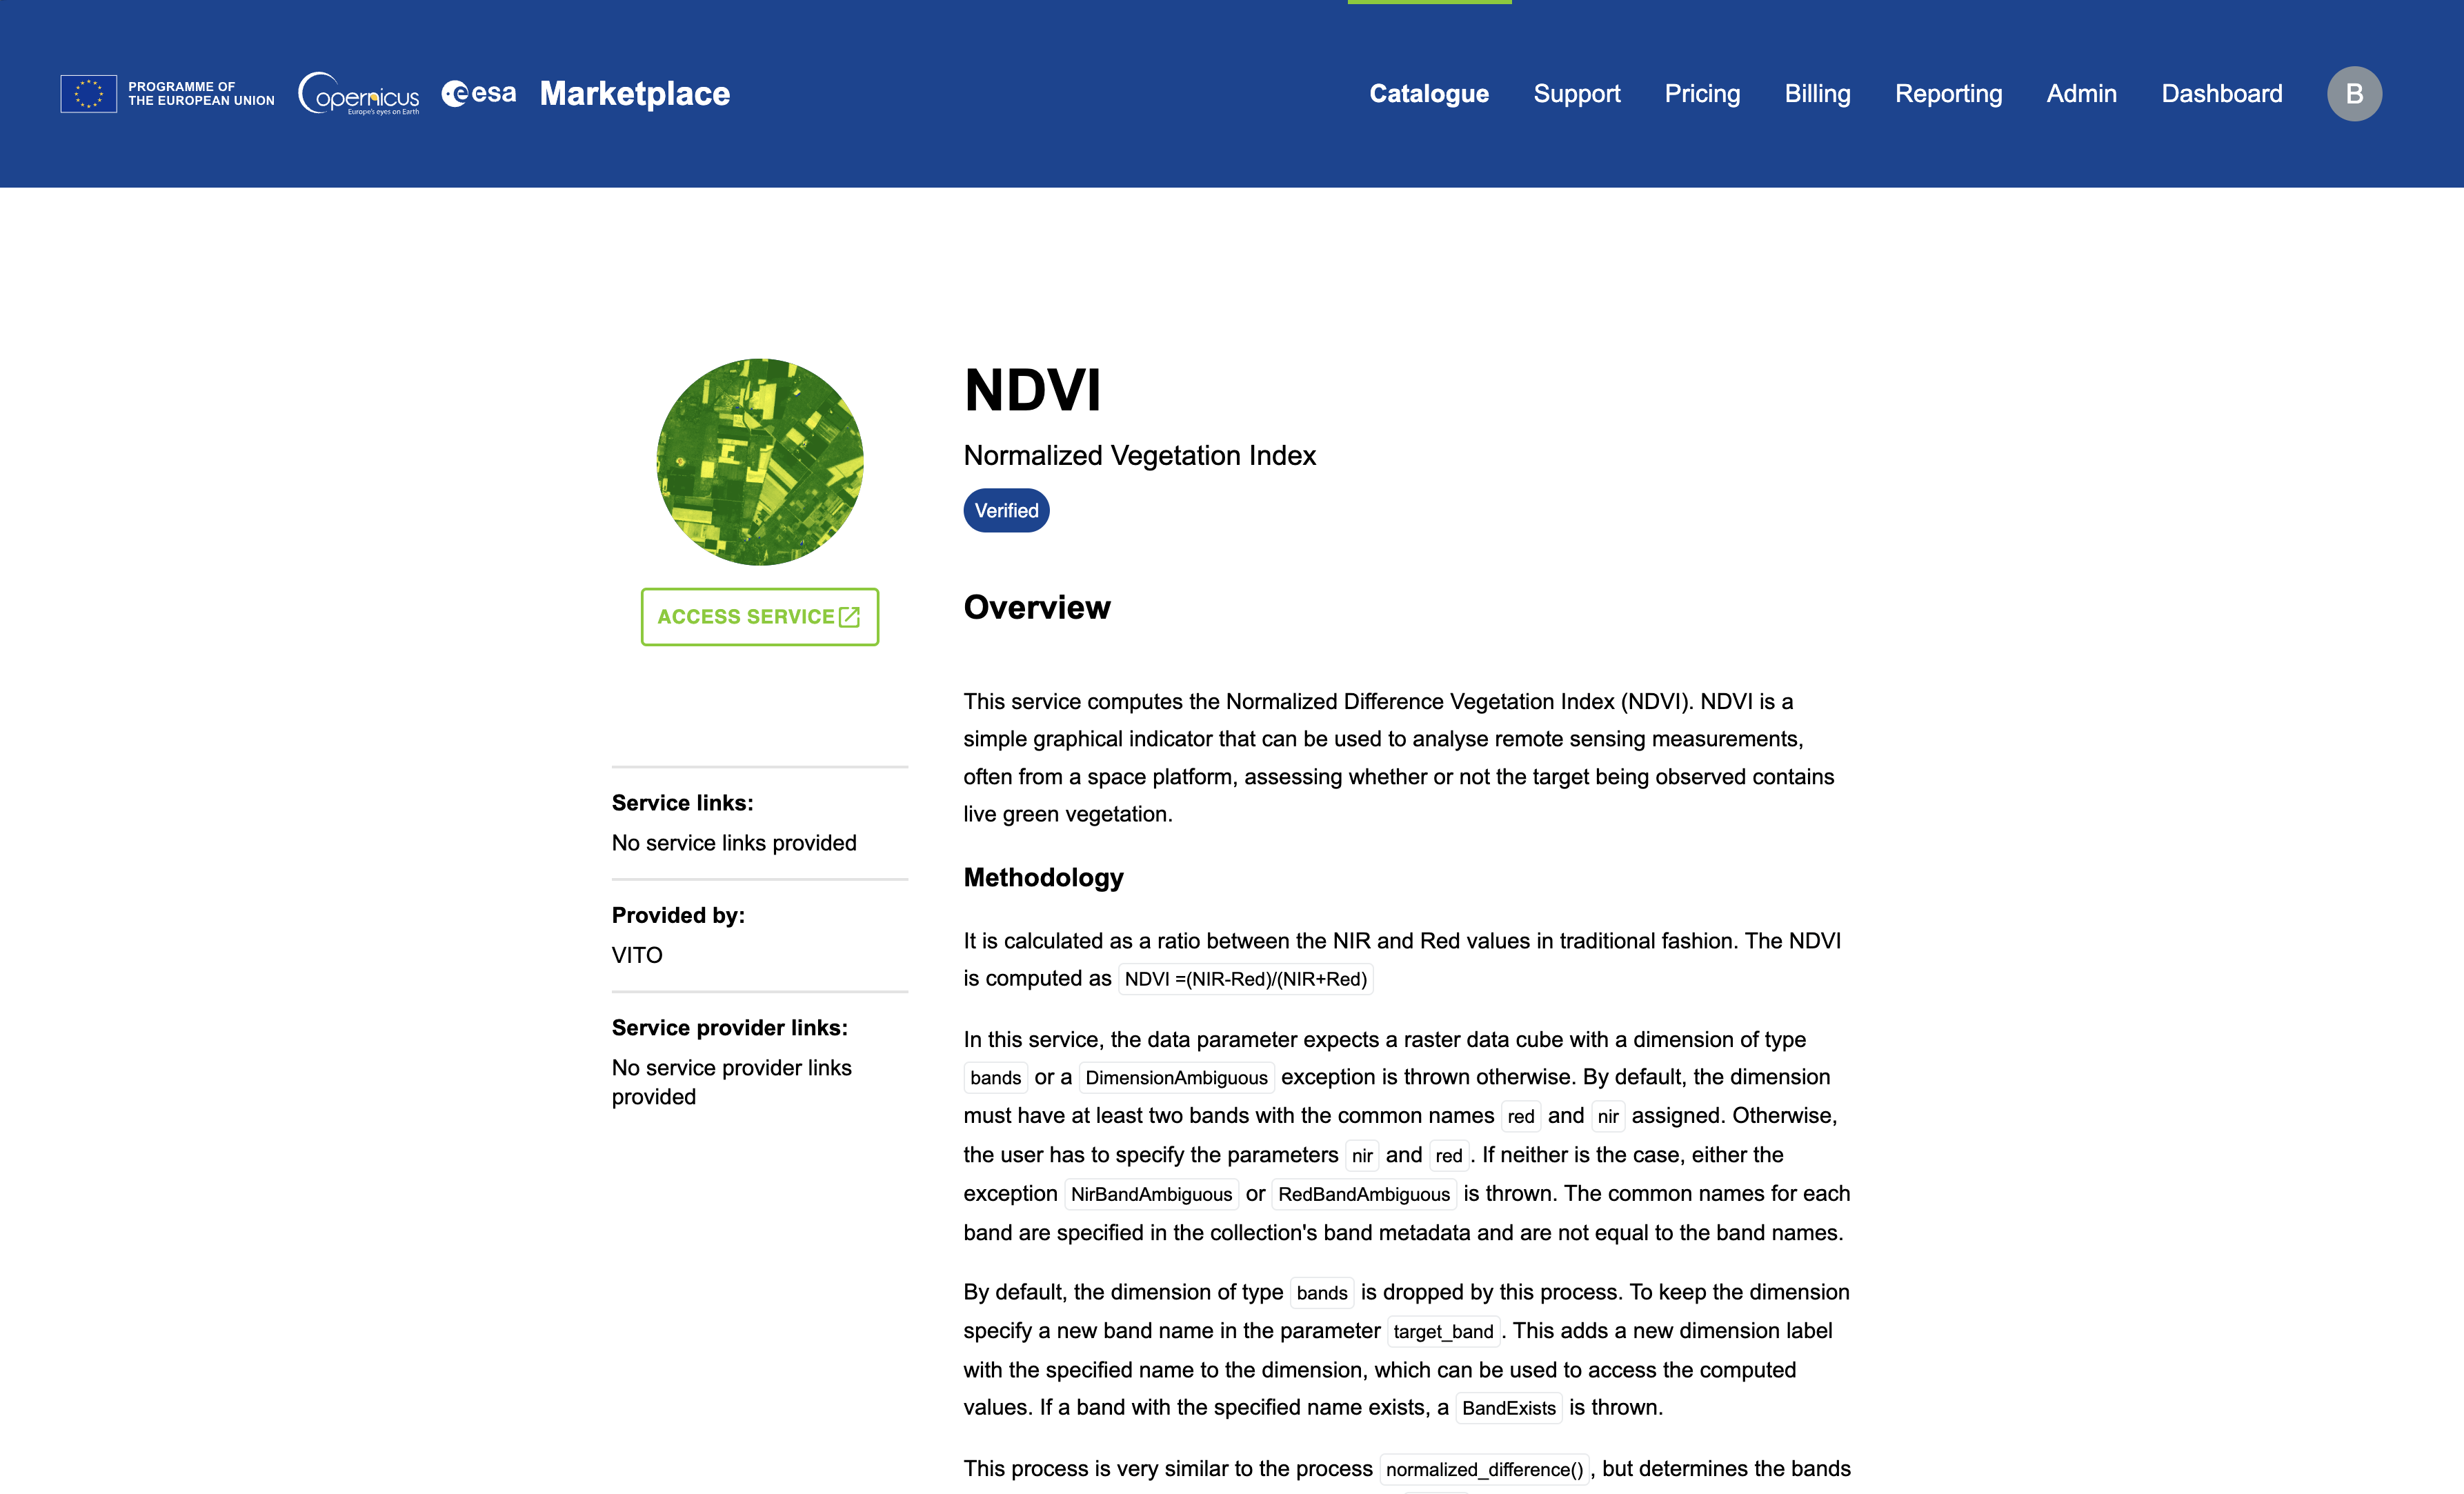 PROGRAMME OF
THE EUROPEAN UNION
opernicus
Europe's eyes on Earth
esa
Marketplace
Catalogue
Support
Pricing
Billing
Reporting
Admin
Dashboard
B
NDVI
Normalized Vegetation Index
Verified
ACCESS SERVICE
Service links:
No service links provided
Provided by:
VITO
Service provider links:
No service provider links
provided
Overview
This service computes the Normalized Difference Vegetation Index (NDVI). NDVI is a
simple graphical indicator that can be used to analyse remote sensing measurements,
often from a space platform, assessing whether or not the target being observed contains
live green vegetation.
Methodology
It is calculated as a ratio between the NIR and Red values in traditional fashion. The NDVI
is computed as NDVI =(NIR-Red)/(NIR+Red)
In this service, the data parameter expects a raster data cube with a dimension of type
bands or a DimensionAmbiguous exception is thrown otherwise. By default, the dimension
must have at least two bands with the common names red and nir assigned. Otherwise,
the user has to specify the parameters nir and red. If neither is the case, either the
exception NirBandAmbiguous or RedBandAmbiguous is thrown. The common names for each
band are specified in the collection's band metadata and are not equal to the band names.
By default, the dimension of type bands is dropped by this process. To keep the dimension
specify a new band name in the parameter target_band. This adds a new dimension label
with the specified name to the dimension, which can be used to access the computed
values. If a band with the specified name exists, a BandExists is thrown.
This process is very similar to the process normalized_difference(), but determines the bands